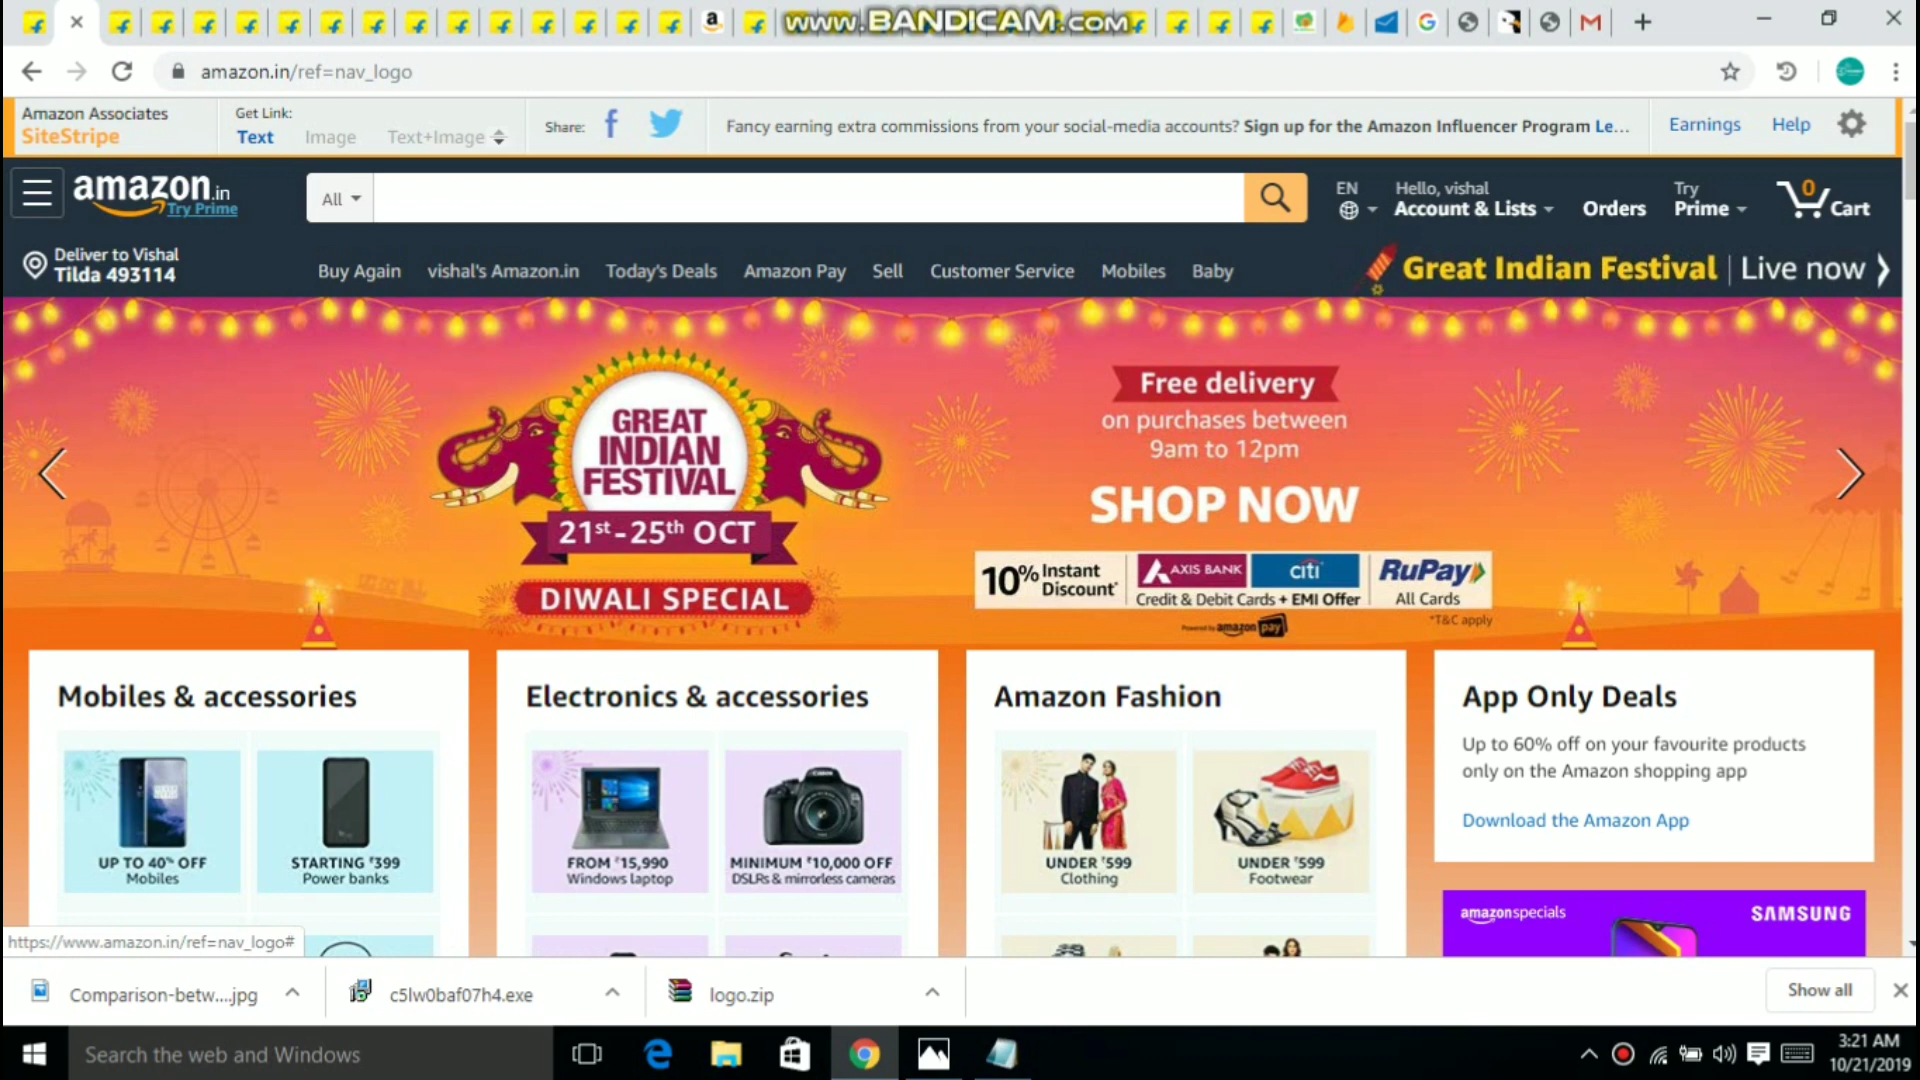 www.BANDICAM.com
amazon.in/ref=nav_logo
Amazon Associates
SiteStripe
Get Link:
Text
Image
Text+Image
Share:
Fancy earning extra commissions from your social-media accounts? Sign up for the Amazon Influencer Program Le...
Earnings
Help
amazon.in
Try Prime
All
EN
Hello, vishal
Account & Lists
Orders
Try
Prime
0
Cart
Deliver to Vishal
Tilda 493114
Buy Again
vishal's Amazon.in
Today's Deals
Amazon Pay
Sell
Customer Service
Mobiles
Baby
Great Indian Festival | Live now
GREAT
INDIAN
FESTIVAL
21st-25th OCT
DIWALI SPECIAL
Free delivery
on purchases between
9am to 12pm
SHOP NOW
10% Instant Discount*
AXIS BANK
citi
Credit & Debit Cards + EMI Offer
RuPay
All Cards
*T&C apply
Powered by amazon pay
Mobiles & accessories
UP TO 40% OFF
Mobiles
STARTING ₹399
Power banks
Electronics & accessories
FROM ₹15,990
Windows laptop
MINIMUM ₹10,000 OFF
DSLRs & mirrorless cameras
Amazon Fashion
UNDER ₹599
Clothing
UNDER ₹599
Footwear
App Only Deals
Up to 60% off on your favourite products
only on the Amazon shopping app
Download the Amazon App
amazonspecials
SAMSUNG
https://www.amazon.in/ref=nav_logo#
Comparison-betw....jpg
c5lw0baf07h4.exe
logo.zip
Show all
Search the web and Windows
3:21 AM
10/21/2019